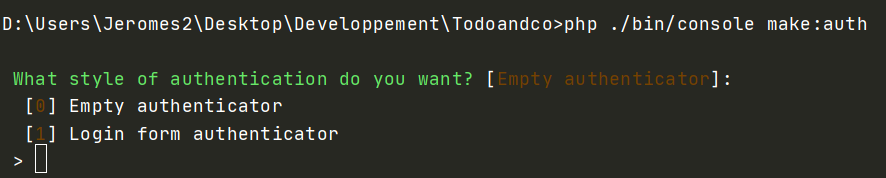 D:\Users\Jeromes2\Desktop\Developpement\Todoandco>php ./bin/console make:auth
What style of authentication do you want? [Empty authenticator]:
[0] Empty authenticator
[1] Login form authenticator
>